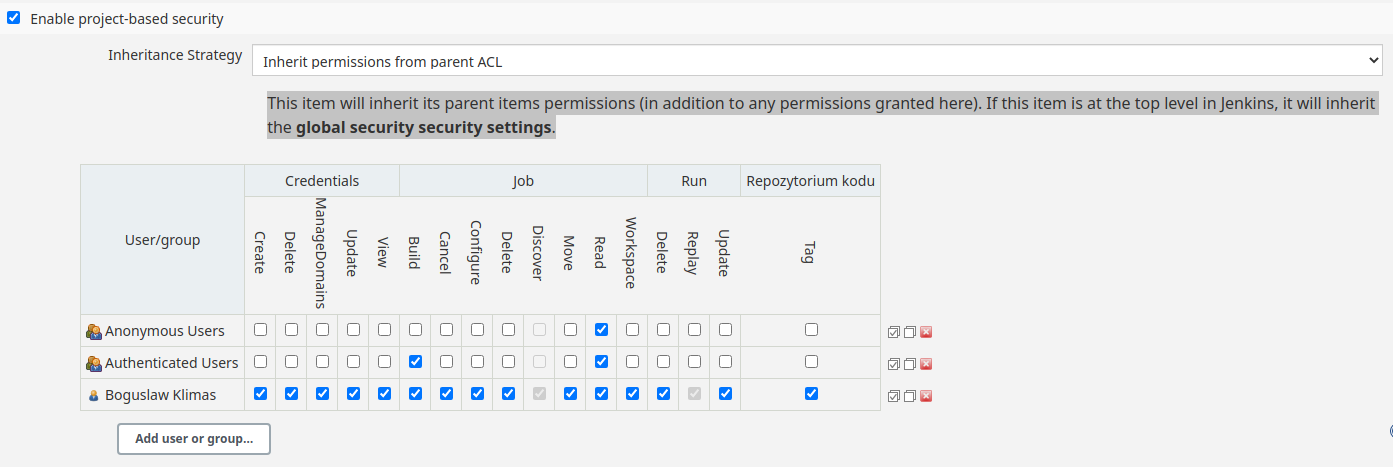 Enable project-based security
Inheritance Strategy
Inherit permissions from parent ACL
This item will inherit its parent items permissions (in addition to any permissions granted here). If this item is at the top level in Jenkins, it will inherit
the global security security settings.
User/group
Credentials
Job
Run
Repozytorium kodu
Create
Delete
ManageDomains
Update
View
Build
Cancel
Configure
Delete
Discover
Move
Read
Workspace
Delete
Replay
Update
Tag
Anonymous Users
Authenticated Users
Boguslaw Klimas
Add user or group...